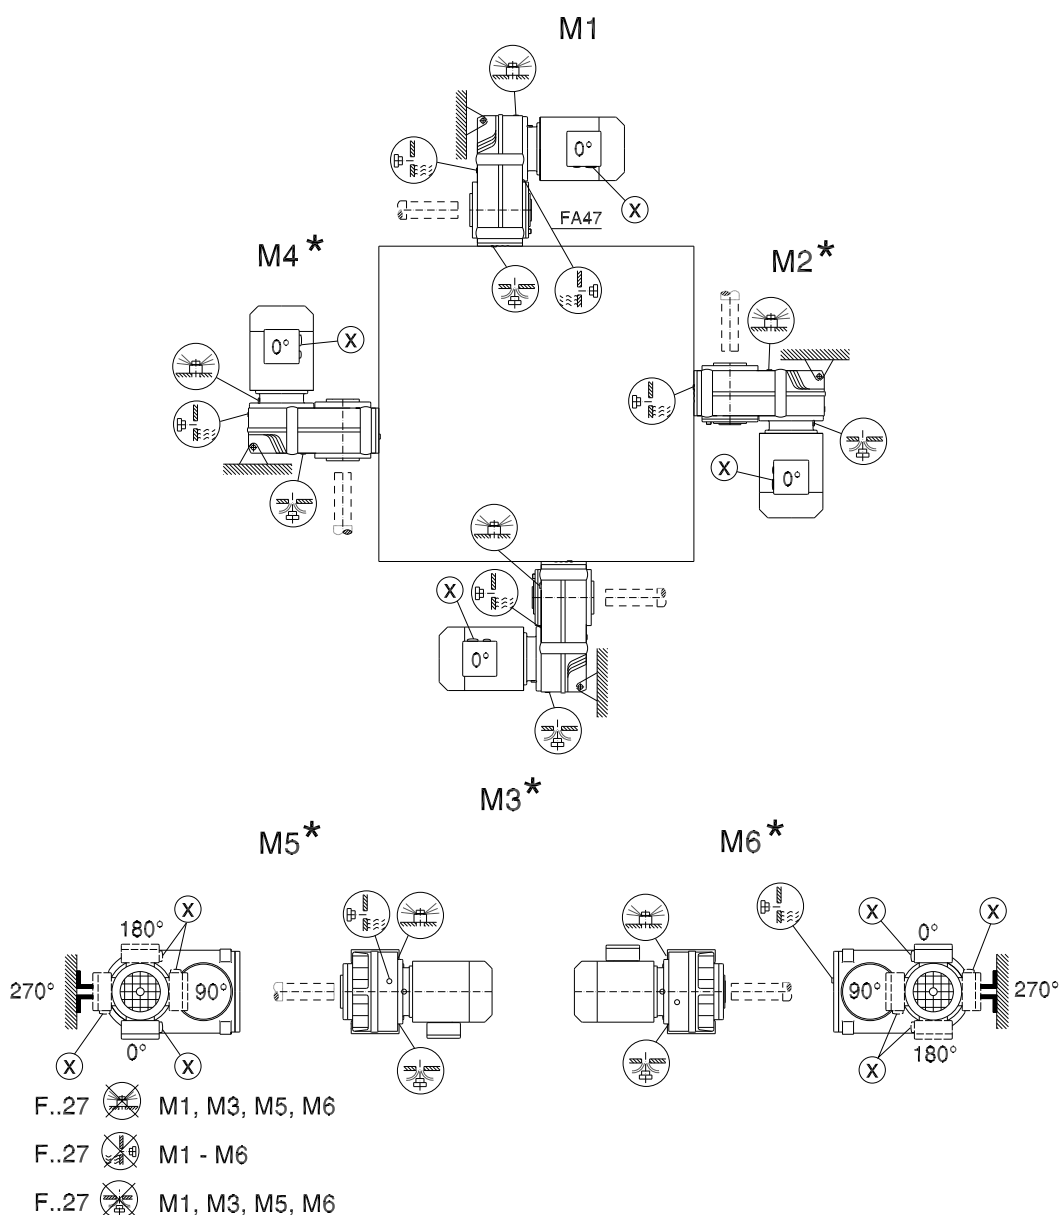 M1
0°
X
FA47
M4*
M2*
0°
X
X
0°
X
0°
M3*
M5*
M6*
X
180°
270°
90°
0°
X
X
X
X
0°
90°
270°
180°
X
F..27 M1, M3, M5, M6
F..27 M1 - M6
F..27 M1, M3, M5, M6